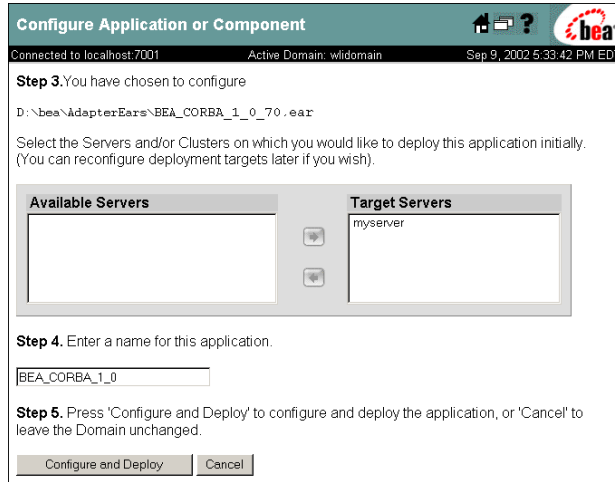 Configure Application or Component
?
bea
Connected to localhost:7001 Active Domain: wlidomain Sep 9, 2002 5:33:42 PM ED
Step 3.You have chosen to configure
D:\bea\AdapterEars\BEA_CORBA_1_0_70.ear
Select the Servers and/or Clusters on which you would like to deploy this application initially.
(You can reconfigure deployment targets later if you wish).
Available Servers Target Servers
myserver
Step 4. Enter a name for this application.
BEA_CORBA_1_0
Step 5. Press 'Configure and Deploy' to configure and deploy the application, or 'Cancel' to
leave the Domain unchanged.
Configure and Deploy Cancel